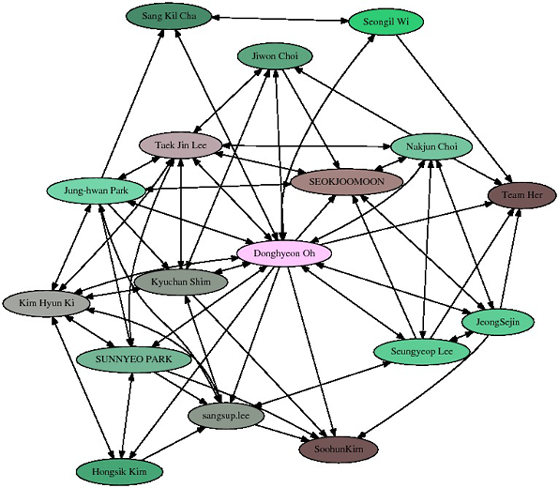 Sang Kil Cha
Seongil Wi
Jiwon Choi
Taek Jin Lee
Nakjun Choi
SEOKJOOMOON
Jung-hwan Park
Team Her
Donghyeon Oh
Kyuchan Shim
Kim Hyun Ki
JeongSejin
Seungyeop Lee
SUNNYEO PARK
sangsup.lee
SoohunKim
Hongsik Kim